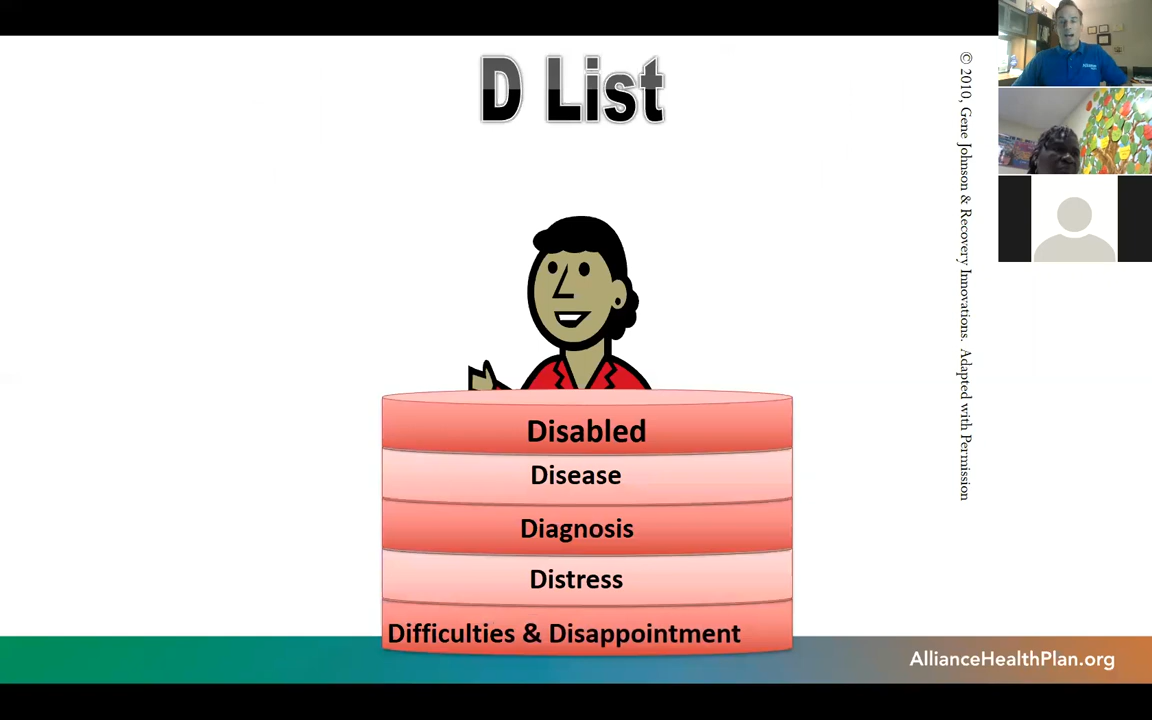 D List
Disabled
Disease
Diagnosis
Distress
Difficulties & Disappointment
© 2010, Gene Johnson & Recovery Innovations. Adapted with Permission
AllianceHealthPlan.org